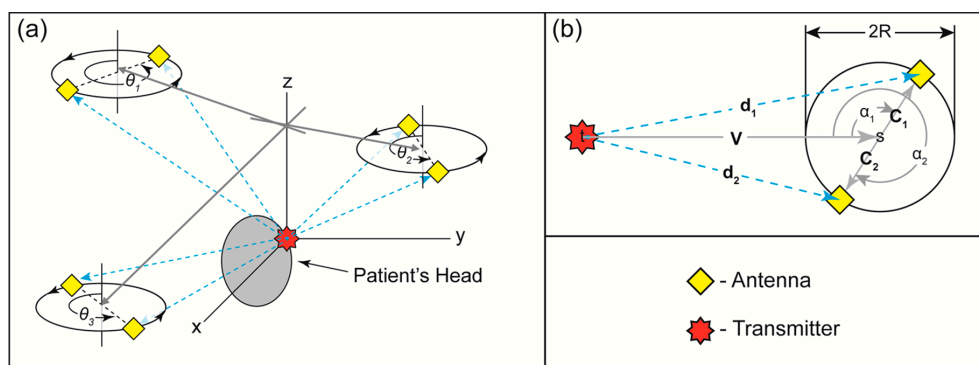 (a)
θ1
z
θ2
y
Patient's Head
x
θ3
(b)
2R
d1
α1
C1
V
s
C2
α2
d2
- Antenna
- Transmitter